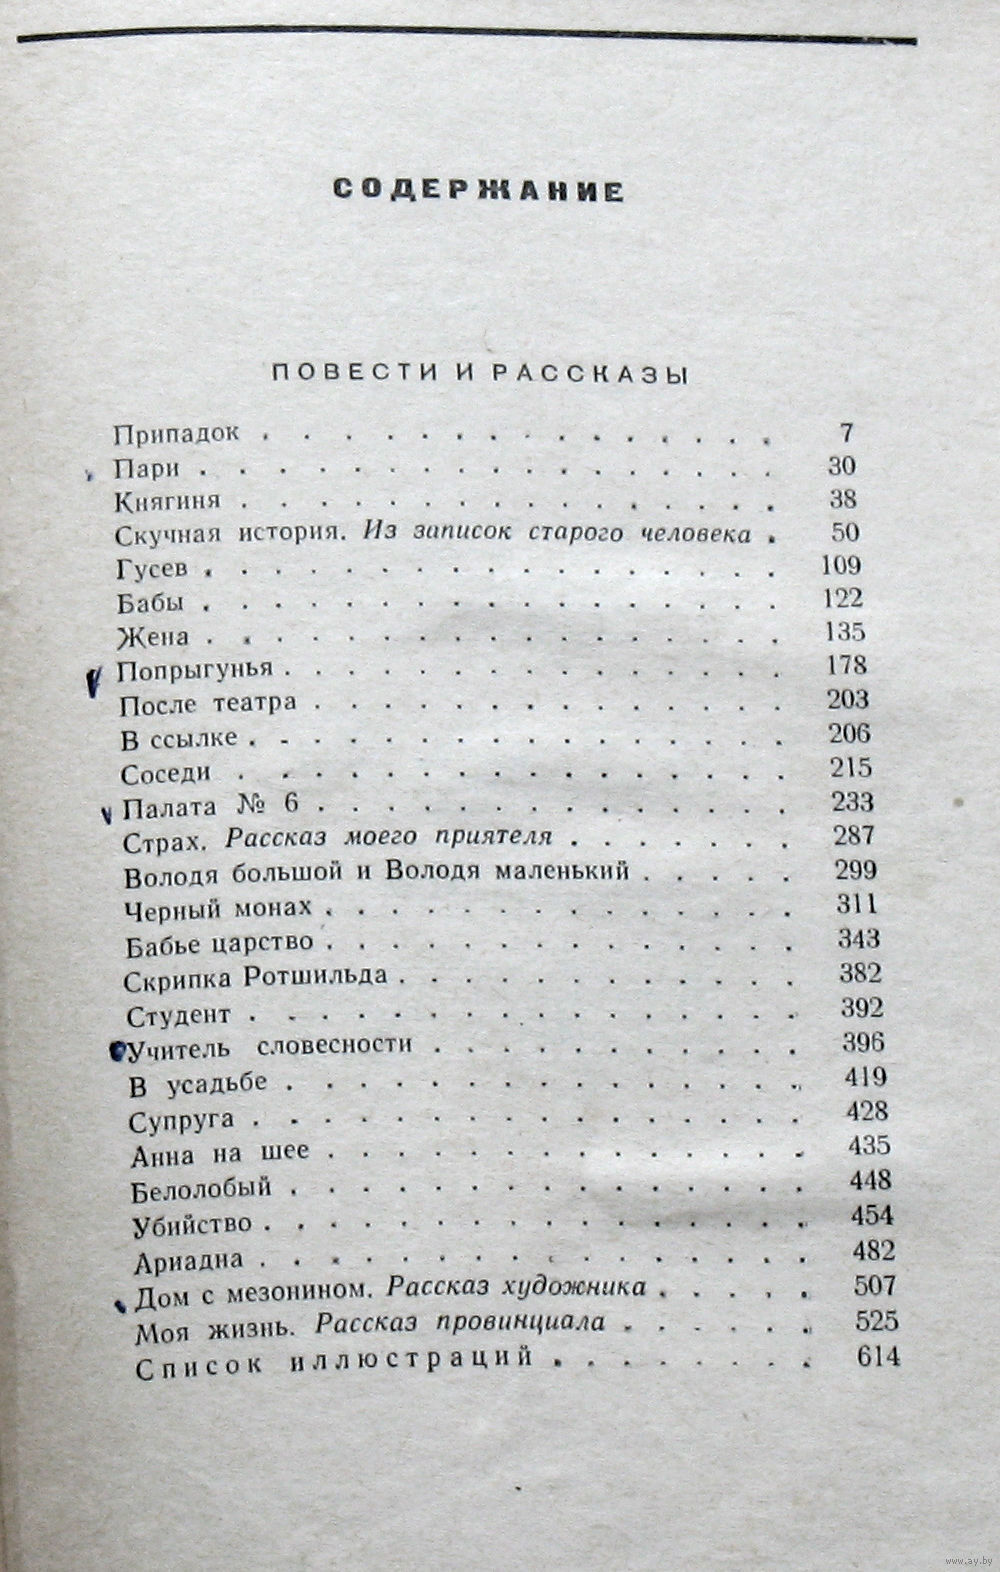 СОДЕРЖАНИЕ
ПОВЕСТИ И РАССКАЗЫ
Припадок . . . . . . . . . . . . . . . 7
Пари . . . . . . . . . . . . . . . . 30
Княгиня . . . . . . . . . . . . . . . 38
Скучная история. Из записок старого человека . 50
Гусев . . . . . . . . . . . . . . . . 109
Бабы . . . . . . . . . . . . . . . . 122
Жена . . . . . . . . . . . . . . . . 135
Попрыгунья . . . . . . . . . . . . . . 178
После театра . . . . . . . . . . . . . 203
В ссылке . . . . . . . . . . . . . . . 206
Соседи . . . . . . . . . . . . . . . 215
Палата № 6 . . . . . . . . . . . . . 233
Страх. Рассказ моего приятеля . . . . . . . 287
Володя большой и Володя маленький . . . . . 299
Черный монах . . . . . . . . . . . . . 311
Бабье царство . . . . . . . . . . . . . 343
Скрипка Ротшильда . . . . . . . . . . . 382
Студент . . . . . . . . . . . . . . . 392
Учитель словесности . . . . . . . . . . 396
В усадьбе . . . . . . . . . . . . . . 419
Супруга . . . . . . . . . . . . . . . 428
Анна на шее . . . . . . . . . . . . . 435
Белолобый . . . . . . . . . . . . . . 448
Убийство . . . . . . . . . . . . . . . 454
Ариадна . . . . . . . . . . . . . . . 482
Дом с мезонином. Рассказ художника . . . . . 507
Моя жизнь. Рассказ провинциала . . . . . . 525
Список иллюстраций . . . . . . . . 614
www.ay.by